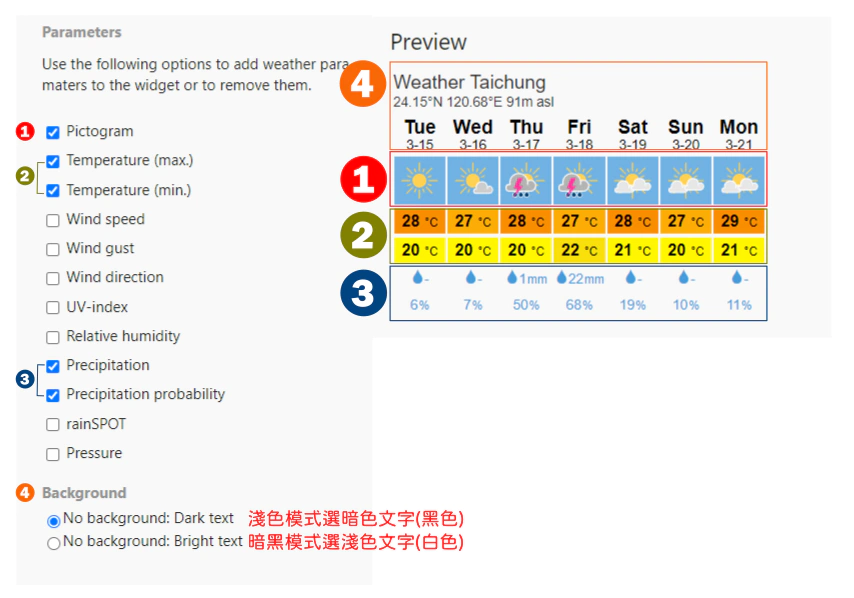 Parameters
Use the following options to add weather para
maters to the widget or to remove them.
1 Pictogram
2 Temperature (max.)
Temperature (min.)
Wind speed
Wind gust
Wind direction
UV-index
Relative humidity
3 Precipitation
Precipitation probability
rainSPOT
Pressure
4 Background
No background: Dark text 淺色模式選暗色文字(黑色)
No background: Bright text 暗黑模式選淺色文字(白色)
Preview
4 Weather Taichung
24.15°N 120.68°E 91m asl
Tue Wed Thu Fri Sat Sun Mon
3-15 3-16 3-17 3-18 3-19 3-20 3-21
1
2
28 °C 27 °C 28 °C 27 °C 28 °C 27 °C 29 °C
20 °C 20 °C 20 °C 22 °C 21 °C 20 °C 21 °C
3
- - 1mm 22mm - - -
6% 7% 50% 68% 19% 10% 11%